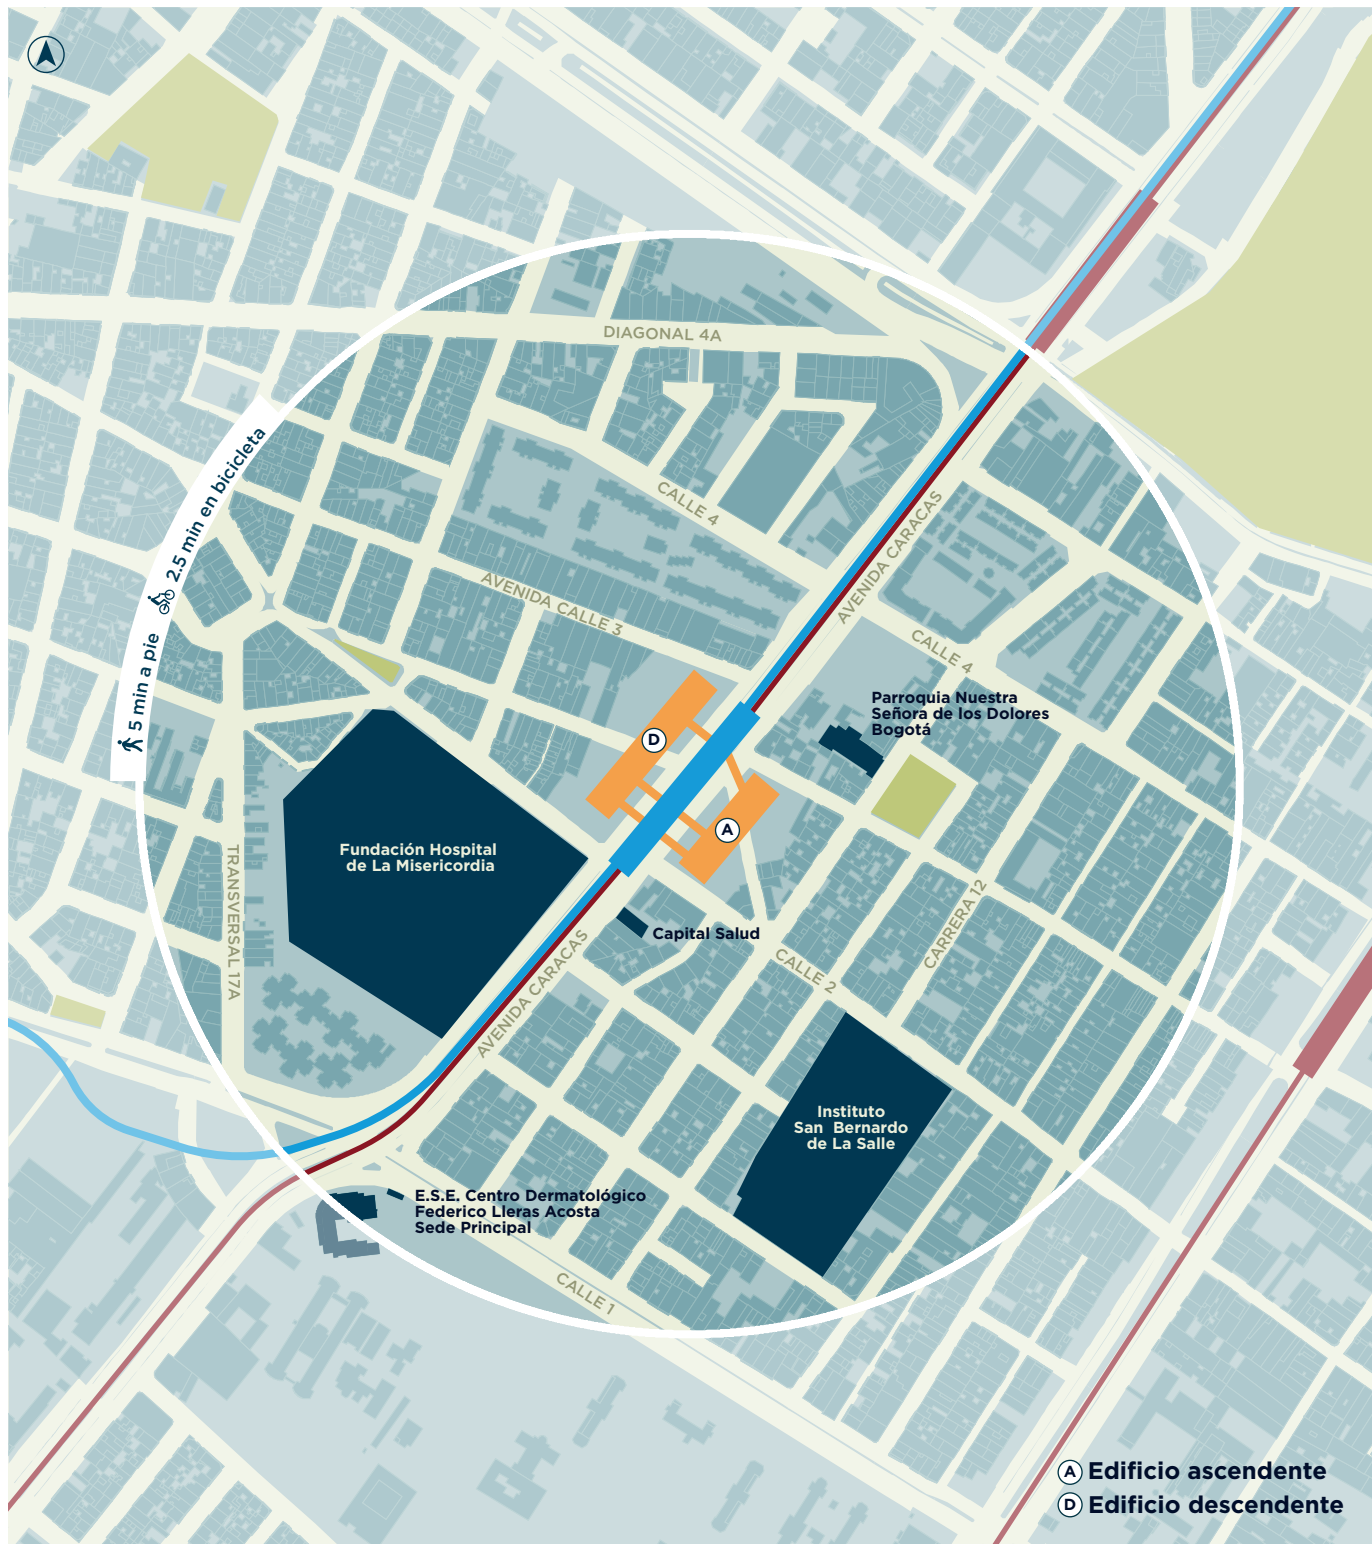 DIAGONAL 4A
2.5 min en bicicleta
5 min a pie
CALLE 4
AVENIDA CARACAS
AVENIDA CALLE 3
CALLE 4
Parroquia Nuestra
Señora de los Dolores
Bogotá
D
A
Fundación Hospital
de La Misericordia
TRANSVERSAL 17A
Capital Salud
CARRERA 12
CALLE 2
AVENIDA CARACAS
Instituto
San Bernardo
de La Salle
E.S.E. Centro Dermatológico
Federico Lleras Acosta
Sede Principal
CALLE 1
A Edificio ascendente
D Edificio descendente